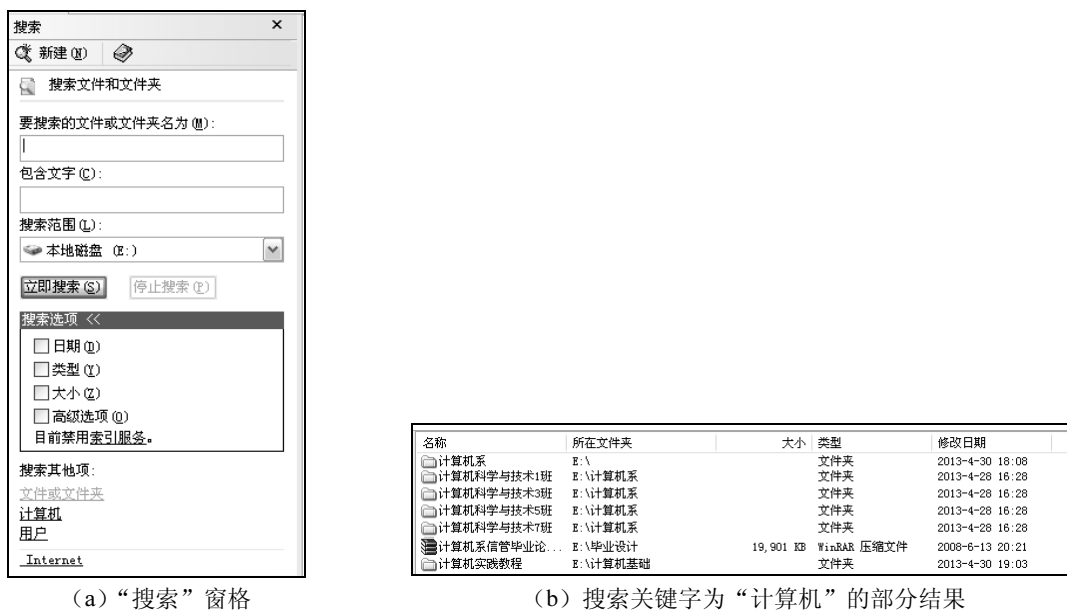 搜索
新建(N)
搜索文件和文件夹
要搜索的文件或文件夹名为(M):
包含文字(C):
搜索范围(L):
本地磁盘 (E:)
立即搜索(S) 停止搜索(P)
搜索选项 <<
日期(D)
类型(Y)
大小(Z)
高级选项(O)
目前禁用索引服务。
搜索其他项:
文件或文件夹
计算机
用户
Internet
(a)“搜索”窗格
名称 所在文件夹 大小 类型 修改日期
计算机系 E:\ 文件夹 2013-4-30 18:08
计算机科学与技术1班 E:\计算机系 文件夹 2013-4-28 16:28
计算机科学与技术3班 E:\计算机系 文件夹 2013-4-28 16:28
计算机科学与技术5班 E:\计算机系 文件夹 2013-4-28 16:28
计算机科学与技术7班 E:\计算机系 文件夹 2013-4-28 16:28
计算机系信管毕业论... E:\毕业设计 19,901 KB WinRAR 压缩文件 2008-6-13 20:21
计算机实践教程 E:\计算机基础 文件夹 2013-4-30 19:03
(b)搜索关键字为“计算机”的部分结果